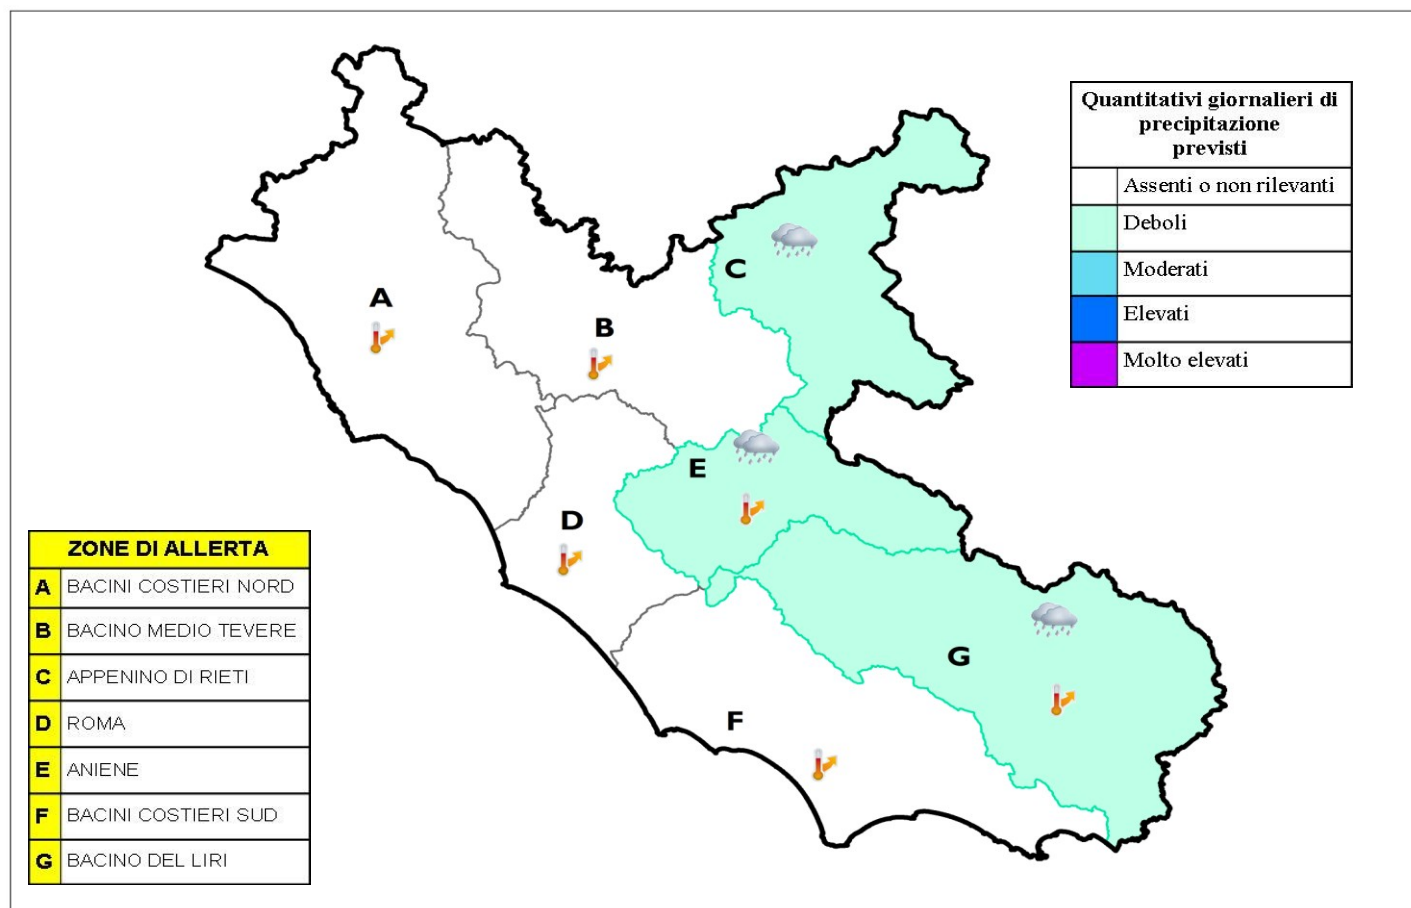 Quantitativi giornalieri di
precipitazione
previsti
Assenti o non rilevanti
Deboli
Moderati
Elevati
Molto elevati
C
A
B
E
D
G
F
ZONE DI ALLERTA
A BACINI COSTIERI NORD
B BACINO MEDIO TEVERE
C APPENINO DI RIETI
D ROMA
E ANIENE
F BACINI COSTIERI SUD
G BACINO DEL LIRI